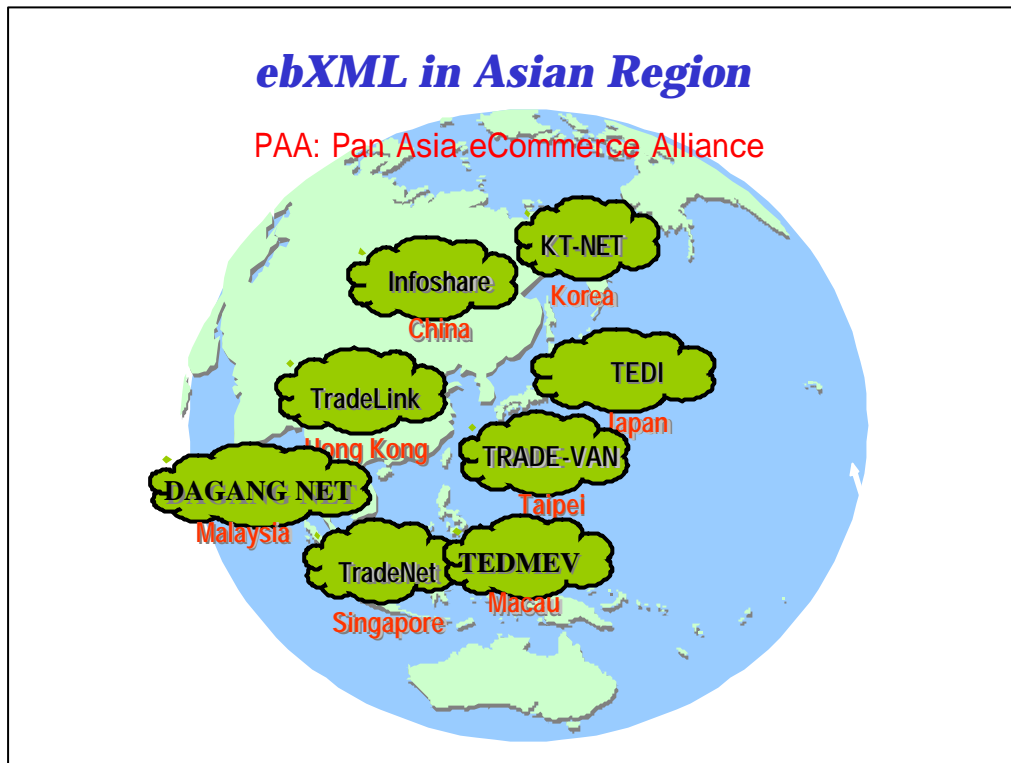 ebXML in Asian Region
PAA: Pan Asia eCommerce Alliance
KT-NET
Korea
Infoshare
China
TEDI
Japan
TradeLink
Hong Kong
TRADE-VAN
Taipei
DAGANG NET
Malaysia
TradeNet
Singapore
TEDMEV
Macau